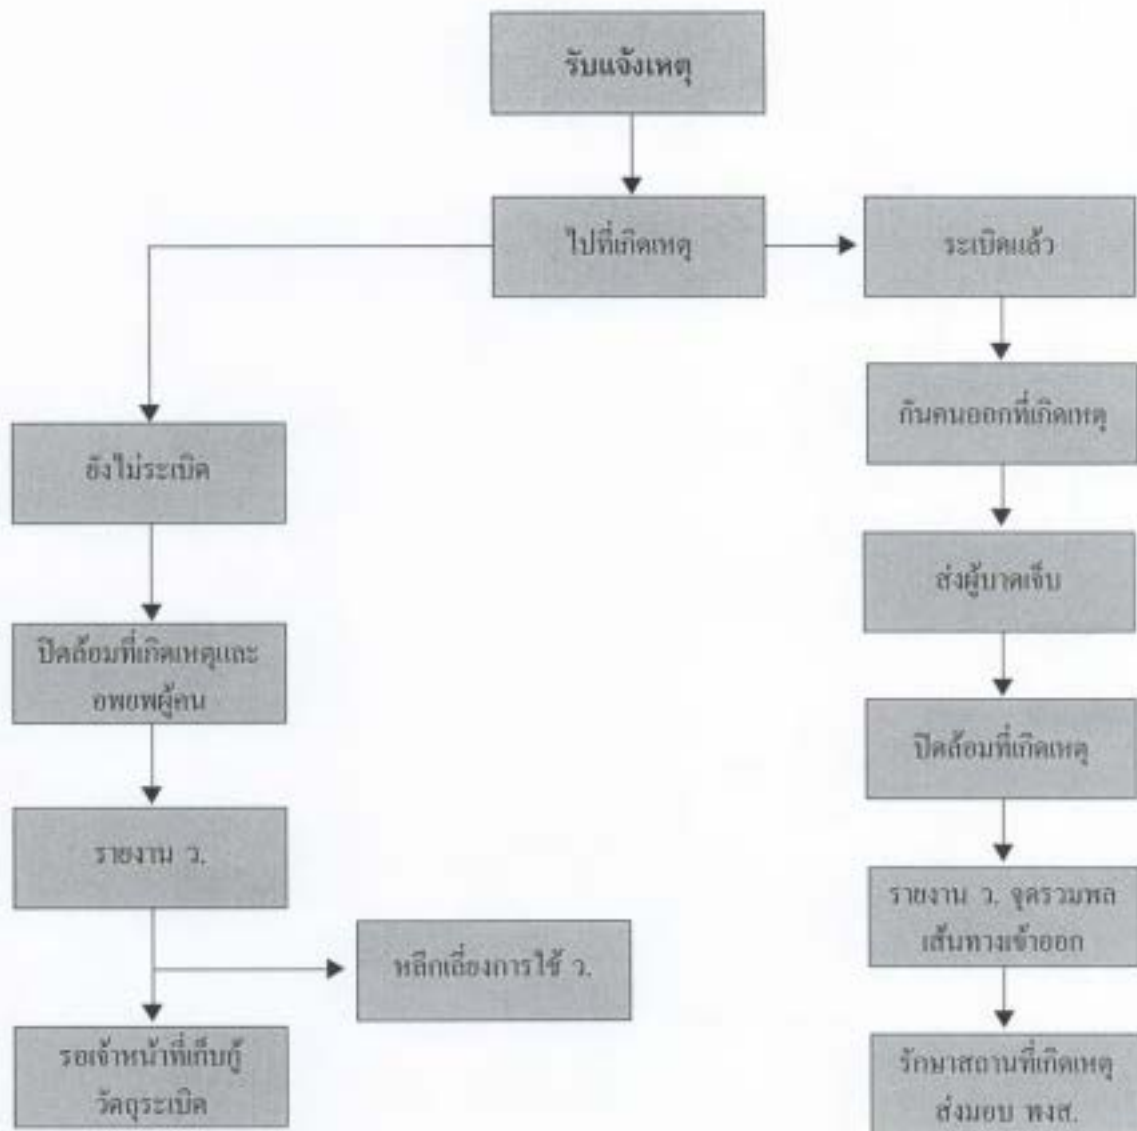 รับแจ้งเหตุ
ไปที่เกิดเหตุ
ระเบิดแล้ว
กันคนออกที่เกิดเหตุ
ยังไม่ระเบิด
ส่งผู้บาดเจ็บ
ปิดล้อมที่เกิดเหตุและ
อพยพผู้คน
ปิดล้อมที่เกิดเหตุ
รายงาน ว.
รายงาน ว. จุดรวมพล
เส้นทางเข้าออก
หลีกเลี่ยงการใช้ ว.
รอเจ้าหน้าที่เก็บกู้
วัตถุระเบิด
รักษาสถานที่เกิดเหตุ
ส่งมอบ พงส.